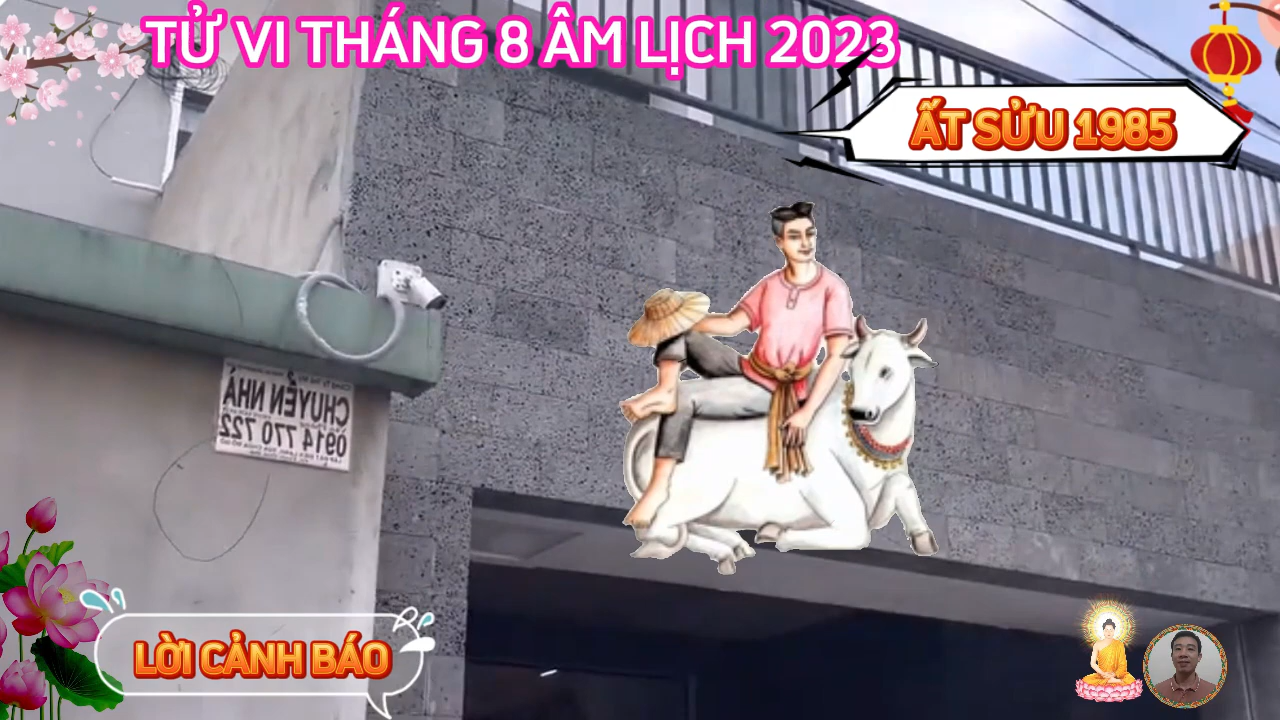 TỬ VI THÁNG 8 ÂM LỊCH 2023
ẤT SỬU 1985
CHUYỂN NHÀ
0914 770 722
LỜI CẢNH BÁO